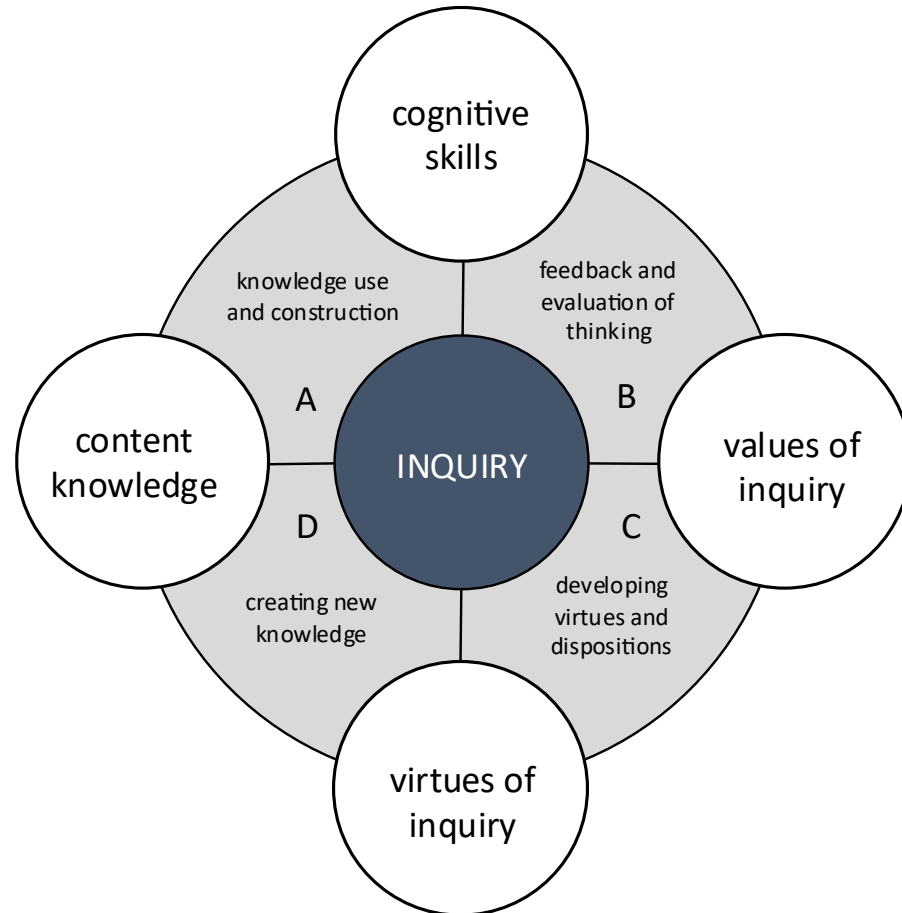 cognitive
skills
knowledge use
and construction
feedback and
evaluation of
thinking
A
B
content
knowledge
INQUIRY
values of
inquiry
D
C
creating new
knowledge
developing
virtues and
dispositions
virtues of
inquiry